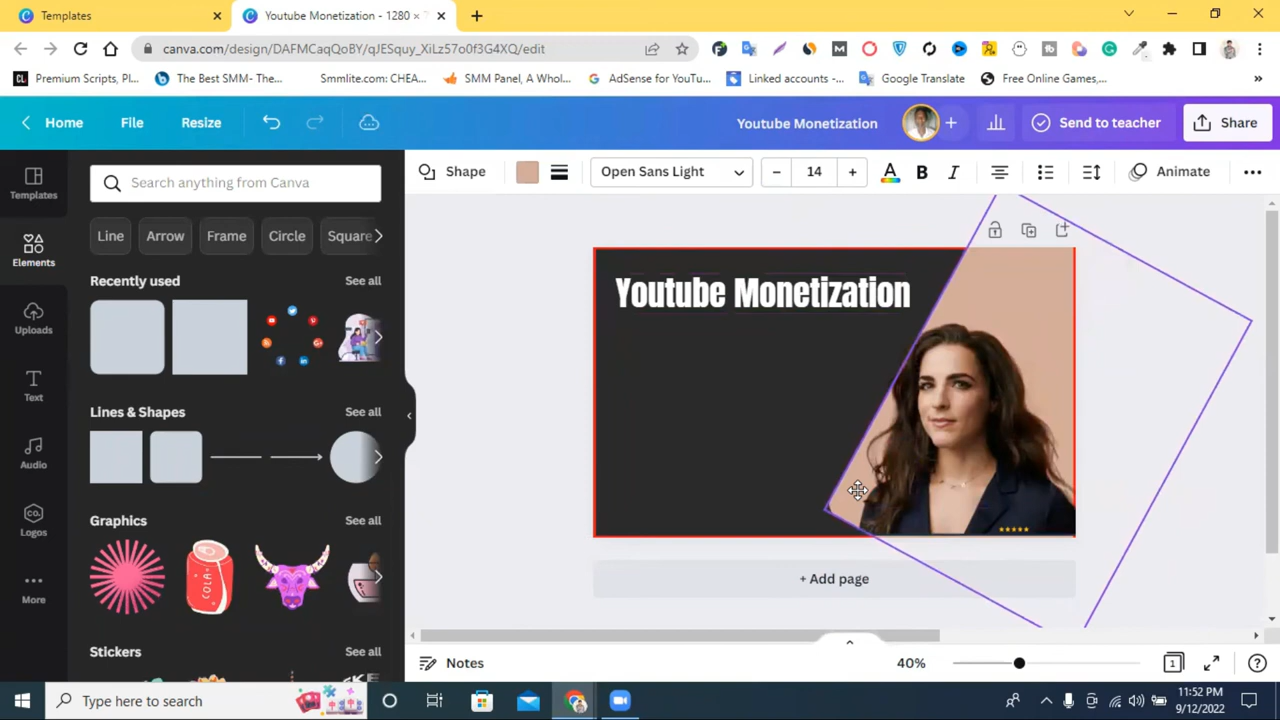 Templates
Youtube Monetization - 1280 ×
canva.com/design/DAFMCaqQoBY/qJESquy_XiLz57o0f3G4XQ/edit
Premium Scripts, Pl...
The Best SMM- The...
Smmlite.com: CHEA...
SMM Panel, A Whol...
AdSense for YouTu...
Linked accounts -...
Google Translate
Free Online Games,...
Home
File
Resize
Youtube Monetization
Send to teacher
Share
Templates
Elements
Uploads
Text
Audio
CO.
Logos
More
Search anything from Canva
Line
Arrow
Frame
Circle
Square
Recently used
See all
Lines & Shapes
See all
Graphics
See all
COLA
Stickers
See all
Shape
Open Sans Light
14
A
B
I
Animate
Youtube Monetization
+ Add page
Notes
40%
1
Type here to search
11:52 PM
9/12/2022